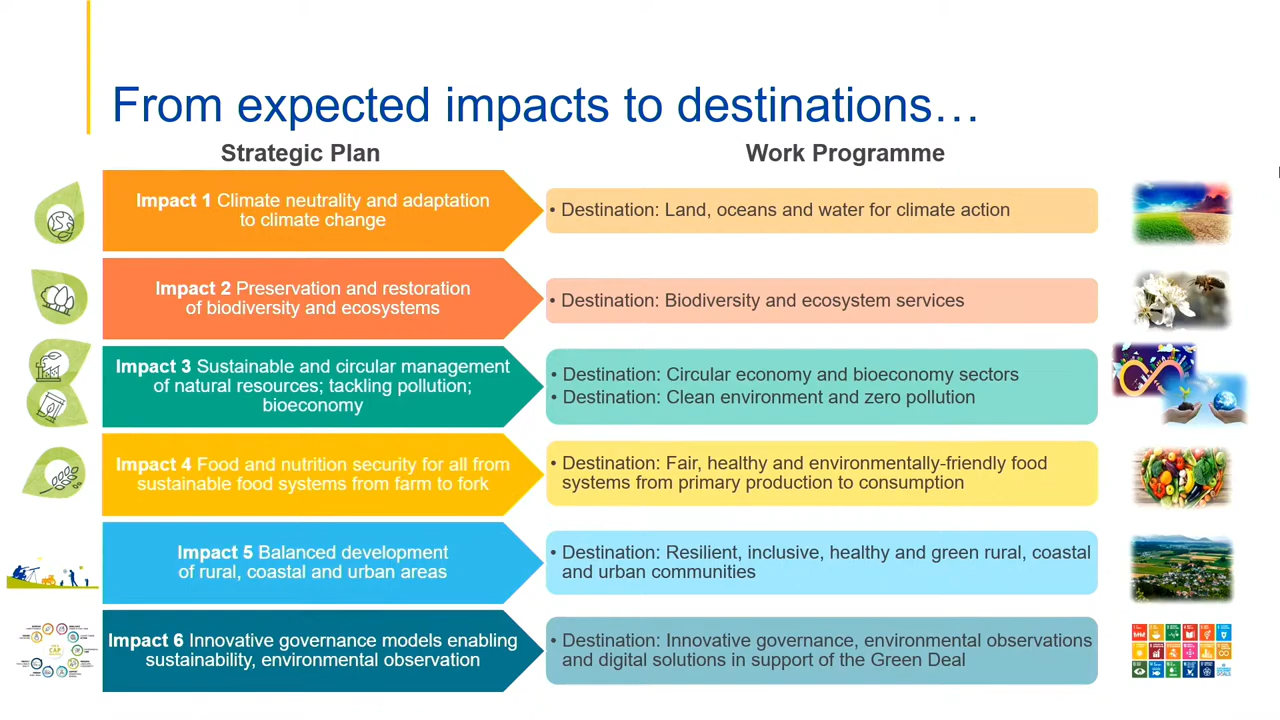 From expected impacts to destinations…
Strategic Plan
Work Programme
Impact 1 Climate neutrality and adaptation
to climate change
• Destination: Land, oceans and water for climate action
Impact 2 Preservation and restoration
of biodiversity and ecosystems
• Destination: Biodiversity and ecosystem services
Impact 3 Sustainable and circular management
of natural resources; tackling pollution;
bioeconomy
• Destination: Circular economy and bioeconomy sectors
• Destination: Clean environment and zero pollution
Impact 4 Food and nutrition security for all from
sustainable food systems from farm to fork
• Destination: Fair, healthy and environmentally-friendly food
systems from primary production to consumption
Impact 5 Balanced development
of rural, coastal and urban areas
• Destination: Resilient, inclusive, healthy and green rural, coastal
and urban communities
Impact 6 Innovative governance models enabling
sustainability, environmental observation
• Destination: Innovative governance, environmental observations
and digital solutions in support of the Green Deal
CAP